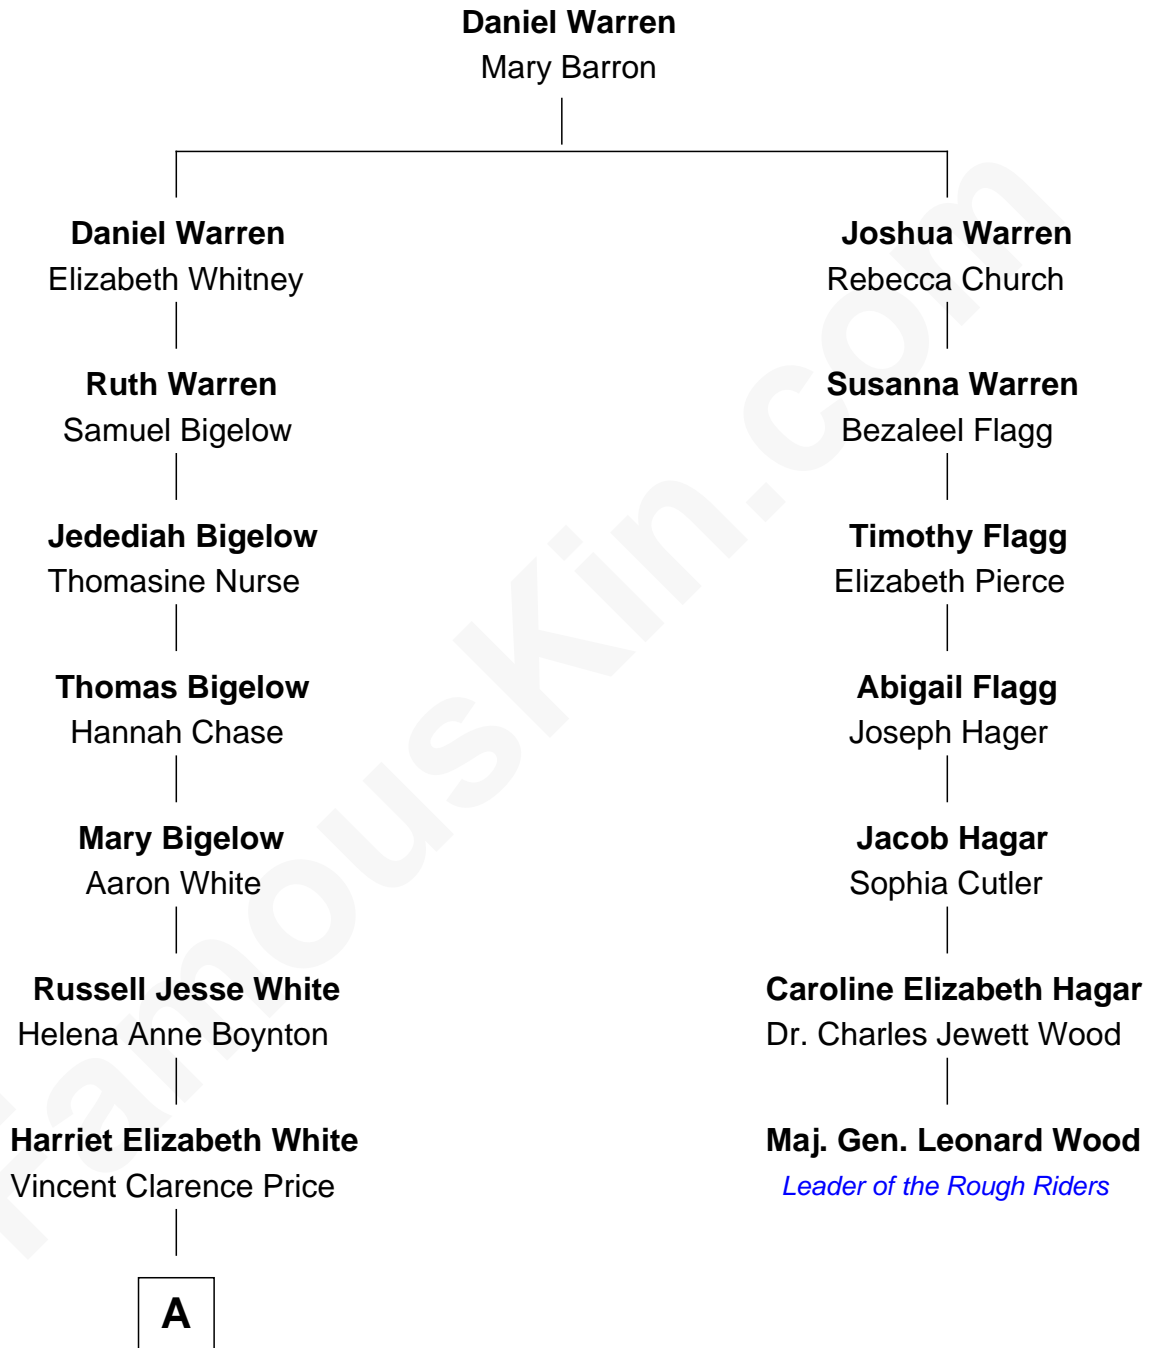 Daniel Warren
Mary Barron
Daniel Warren
Elizabeth Whitney
Ruth Warren
Samuel Bigelow
Jedediah Bigelow
Thomasine Nurse
Thomas Bigelow
Hannah Chase
Mary Bigelow
Aaron White
Russell Jesse White
Helena Anne Boynton
Harriet Elizabeth White
Vincent Clarence Price
A
Joshua Warren
Rebecca Church
Susanna Warren
Bezaleel Flagg
Timothy Flagg
Elizabeth Pierce
Abigail Flagg
Joseph Hager
Jacob Hagar
Sophia Cutler
Caroline Elizabeth Hagar
Dr. Charles Jewett Wood
Maj. Gen. Leonard Wood
Leader of the Rough Riders
FamousKin.com